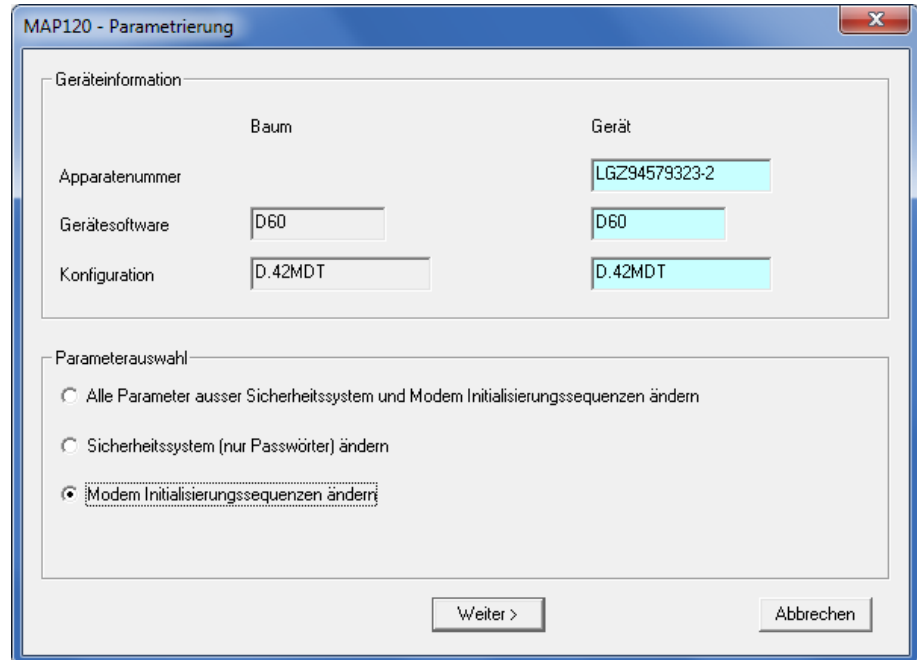 MAP120 - Parametrierung
Geräteinformation
Baum Gerät
Apparatenummer LGZ94579323-2
Gerätesoftware D60 D60
Konfiguration D.42MDT D.42MDT
Parameterauswahl
Alle Parameter ausser Sicherheitssystem und Modem Initialisierungssequenzen ändern
Sicherheitssystem (nur Passwörter) ändern
Modem Initialisierungssequenzen ändern
Weiter > Abbrechen